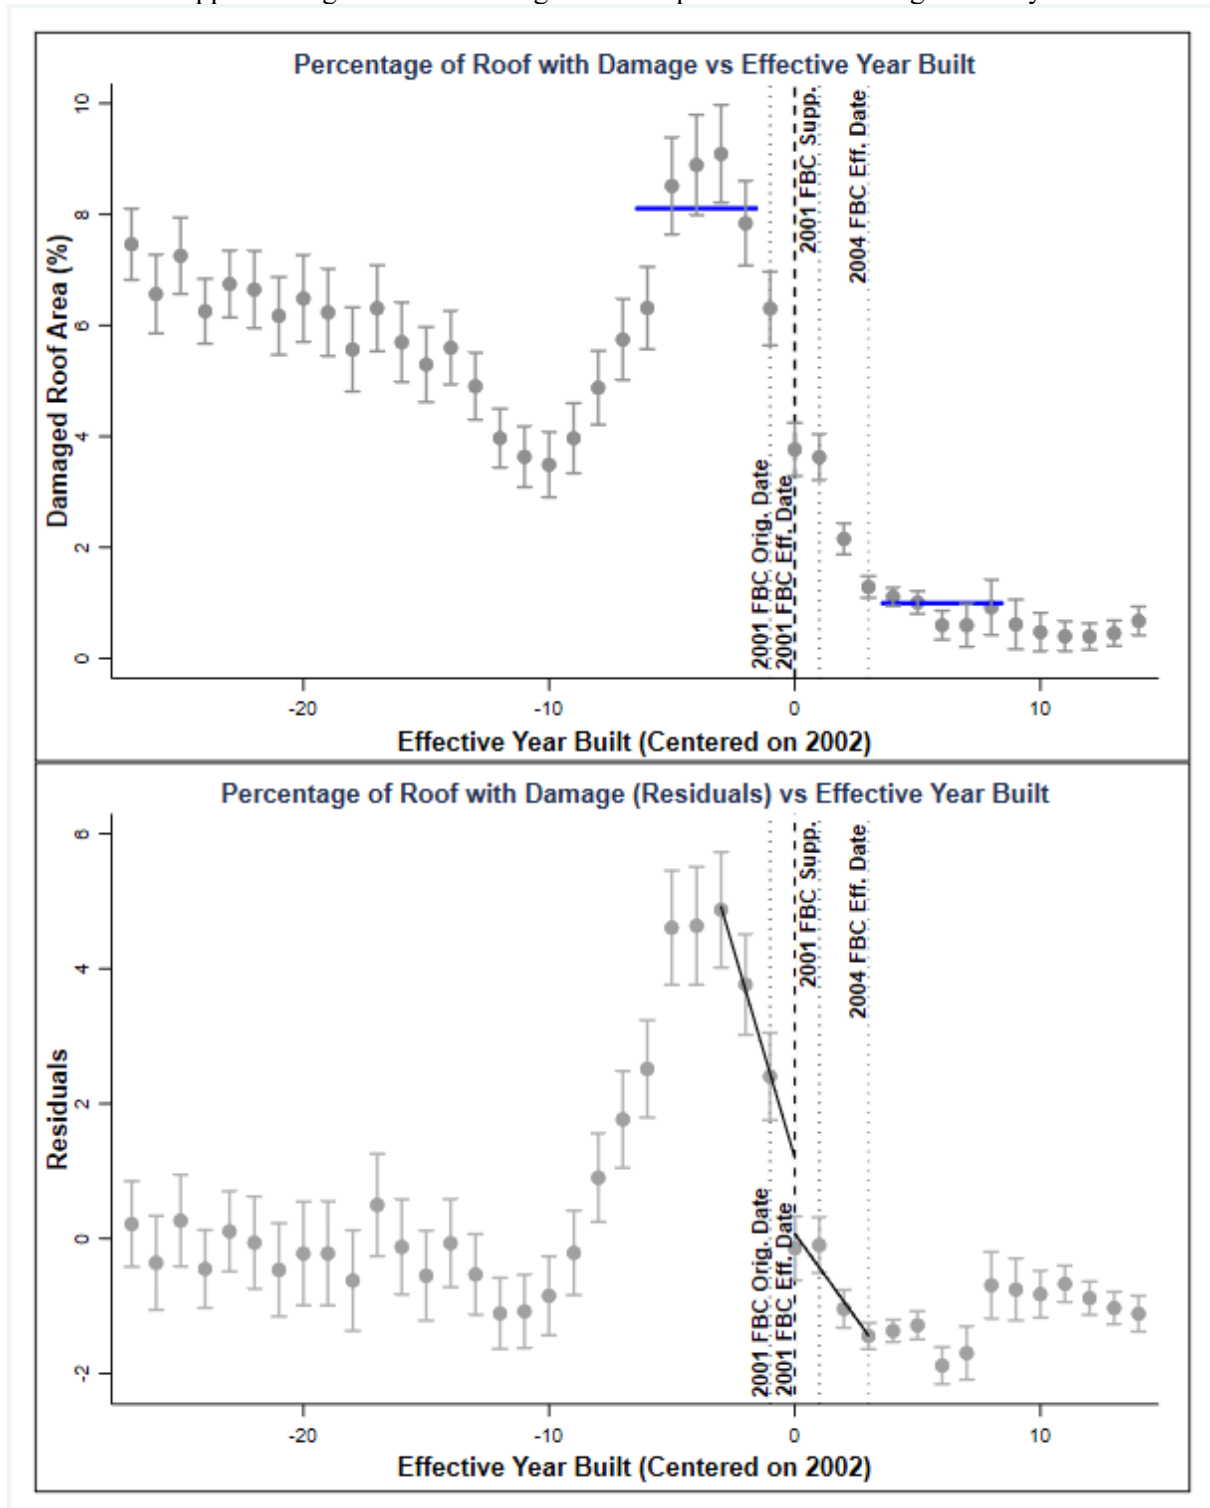 Percentage of Roof with Damage vs Effective Year Built
Damaged Roof Area (%)
10
8
6
4
2
0
2001 FBC Orig. Date
2001 FBC Eff. Date
2001 FBC Supp.
2004 FBC Eff. Date
-20
-10
0
10
Effective Year Built (Centered on 2002)
Percentage of Roof with Damage (Residuals) vs Effective Year Built
Residuals
6
4
2
0
-2
2001 FBC Orig. Date
2001 FBC Eff. Date
2001 FBC Supp.
2004 FBC Eff. Date
-20
-10
0
10
Effective Year Built (Centered on 2002)